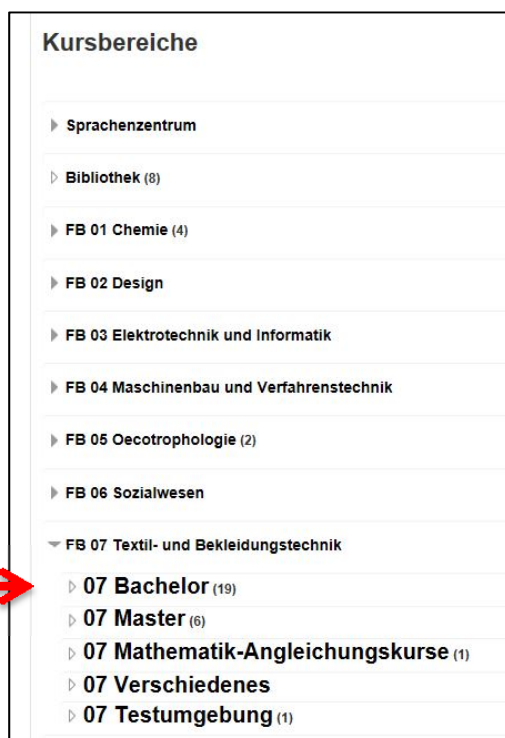 Kursbereiche
Sprachenzentrum
Bibliothek (8)
FB 01 Chemie (4)
FB 02 Design
FB 03 Elektrotechnik und Informatik
FB 04 Maschinenbau und Verfahrenstechnik
FB 05 Oecotrophologie (2)
FB 06 Sozialwesen
FB 07 Textil- und Bekleidungstechnik
07 Bachelor (19)
07 Master (6)
07 Mathematik-Angleichungskurse (1)
07 Verschiedenes
07 Testumgebung (1)